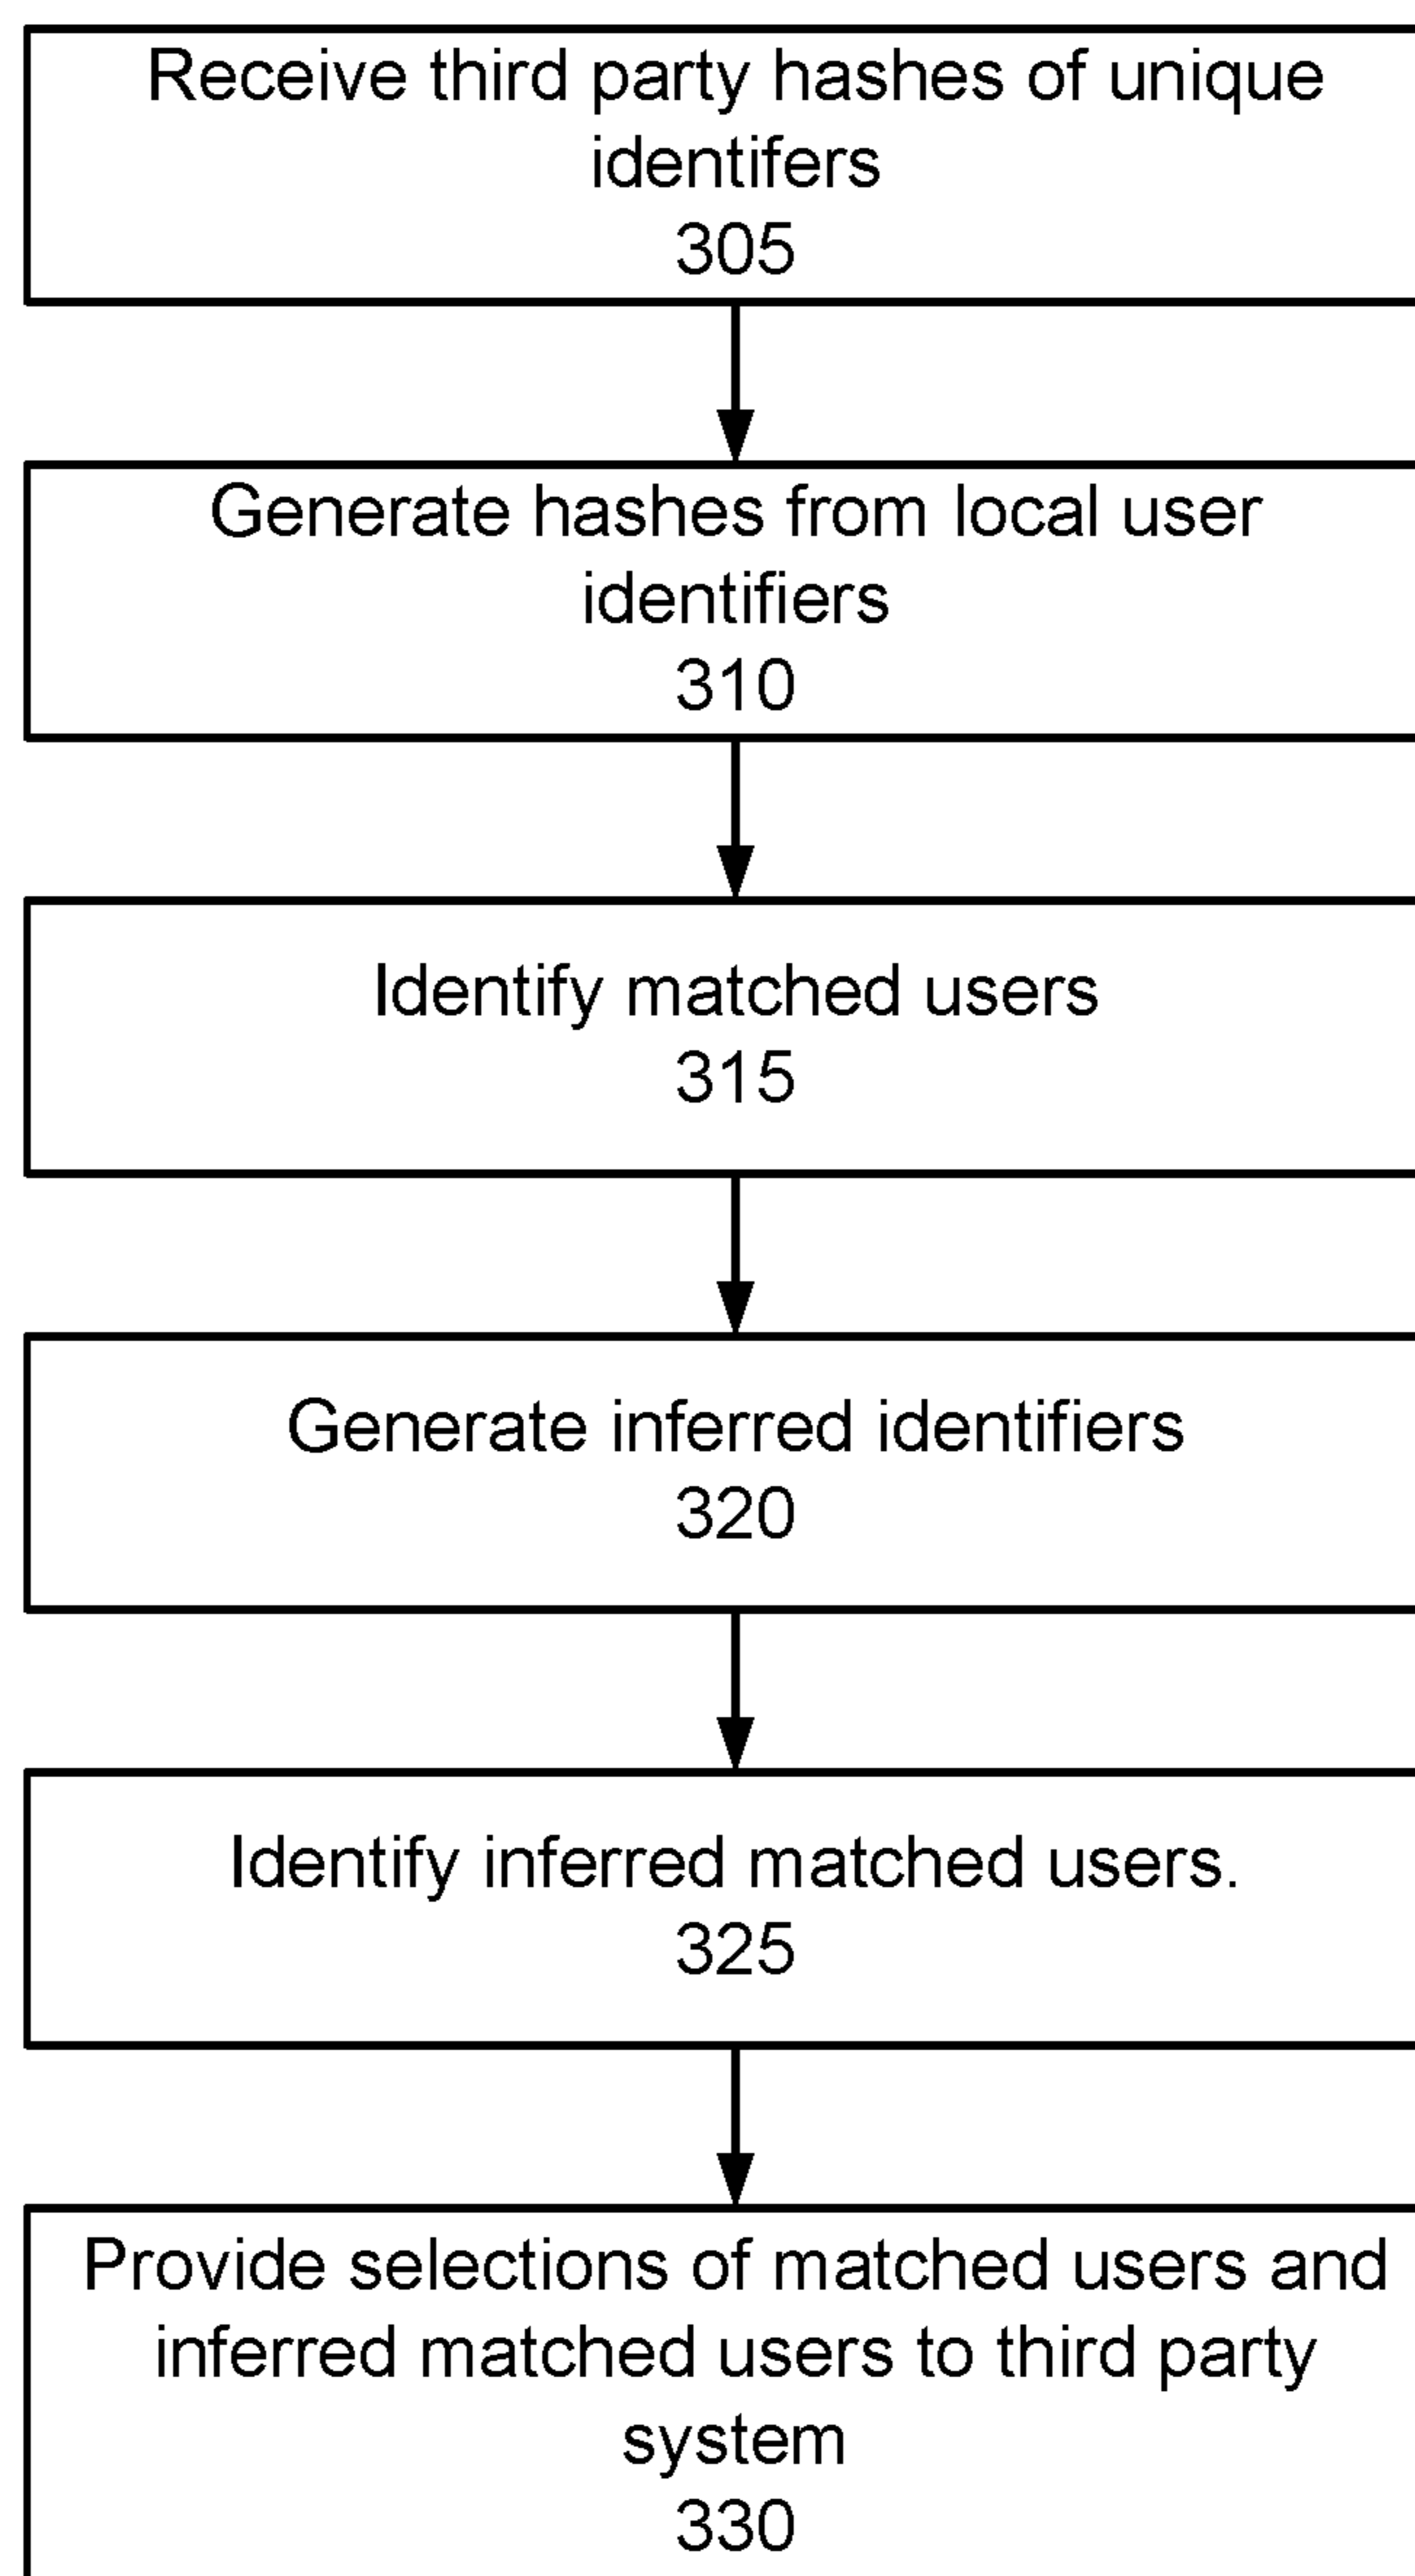 Receive third party hashes of unique
identifers
305
Generate hashes from local user
identifiers
310
Identify matched users
315
Generate inferred identifiers
320
Identify inferred matched users.
325
Provide selections of matched users and
inferred matched users to third party
system
330